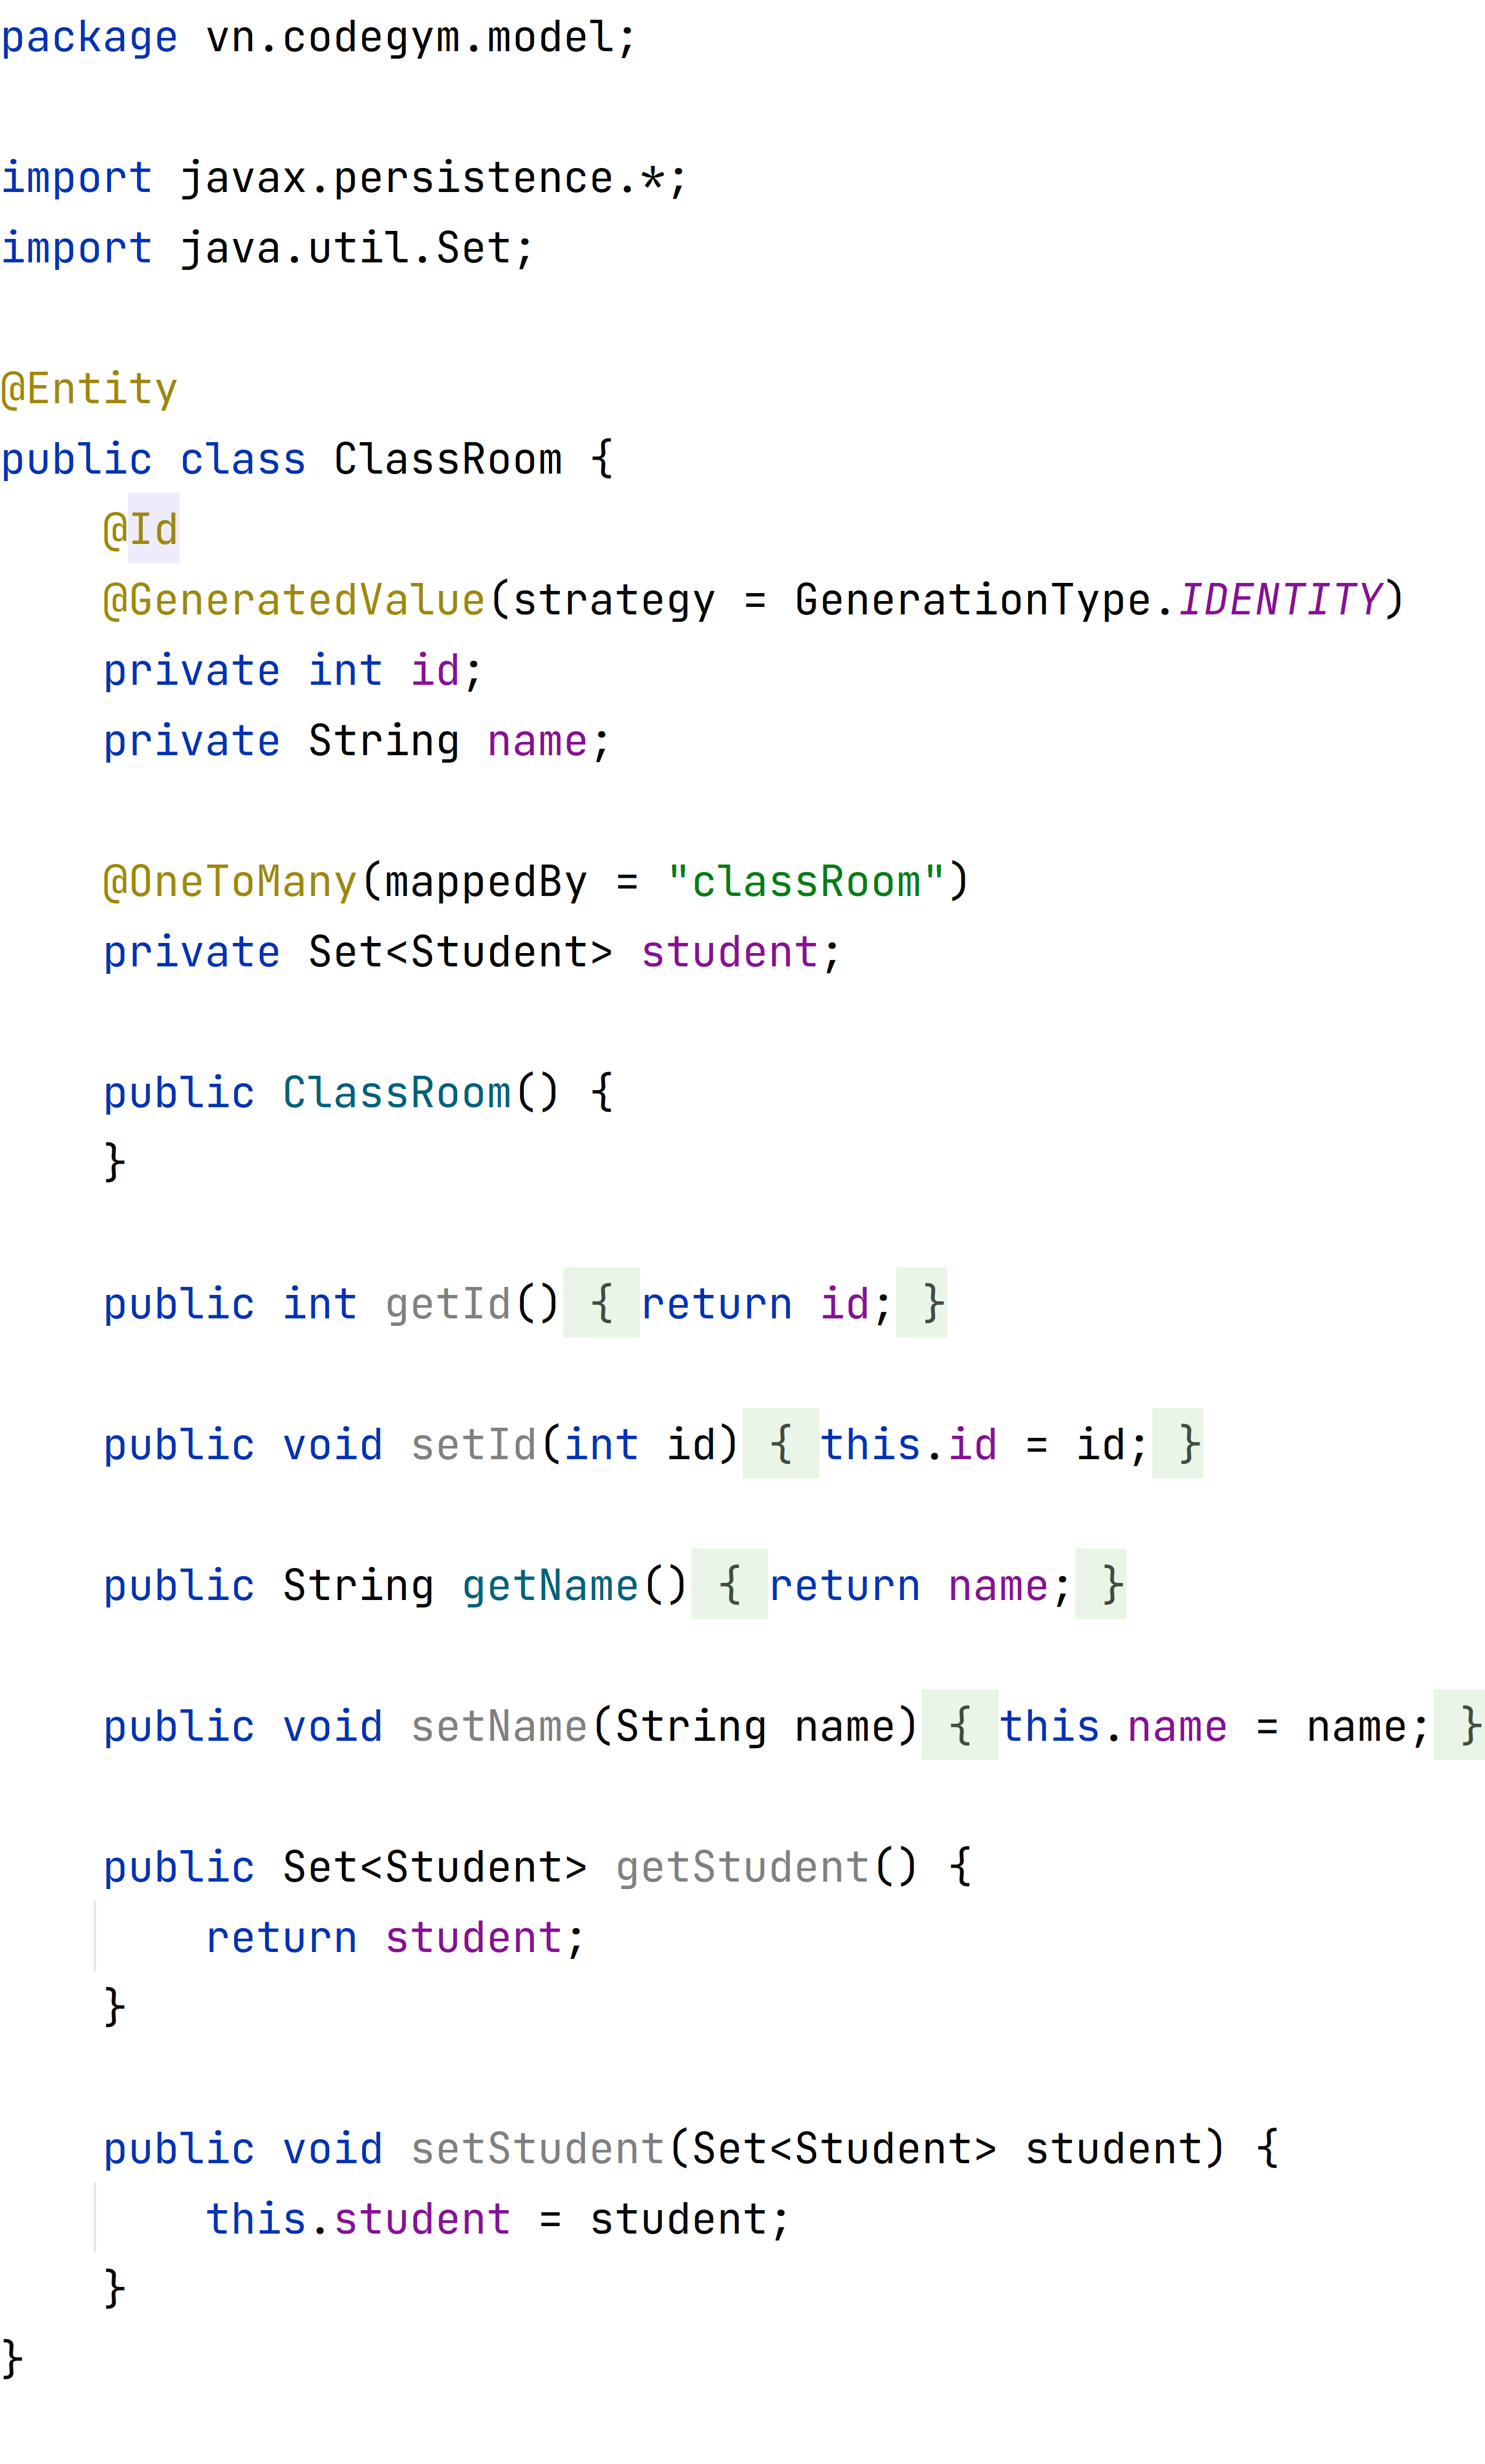 package vn.codegym.model;
import javax.persistence.*;
import java.util.Set;
@Entity
public class ClassRoom {
@Id
@GeneratedValue(strategy = GenerationType.IDENTITY)
private int id;
private String name;
@OneToMany(mappedBy = "classRoom")
private Set<Student> student;
public ClassRoom() {
}
public int getId() { return id; }
public void setId(int id) { this.id = id; }
public String getName() { return name; }
public void setName(String name) { this.name = name; }
public Set<Student> getStudent() {
return student;
}
public void setStudent(Set<Student> student) {
this.student = student;
}
}